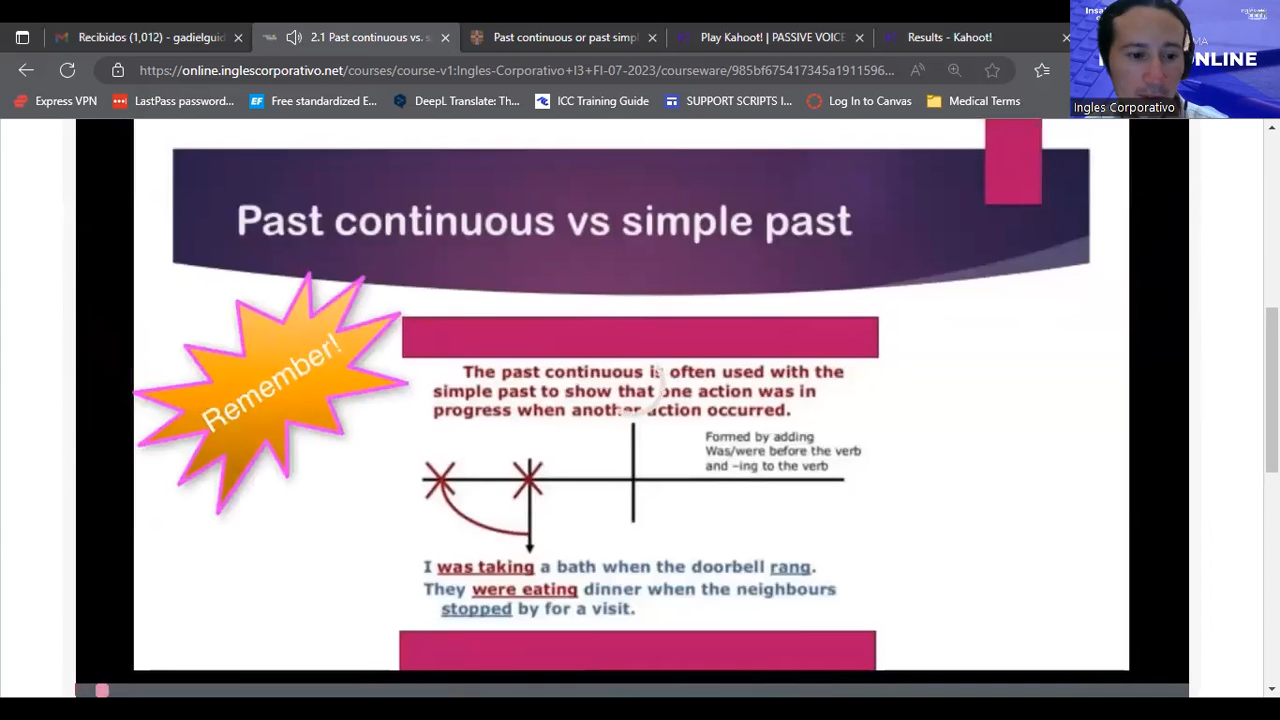 Recibidos (1,012) - gadielguid
2.1 Past continuous vs. s
Past continuous or past simpl
Play Kahoot! | PASSIVE VOICE
Results - Kahoot!
https://online.inglescorporativo.net/courses/course-v1:Ingles-Corporativo+I3+FI-07-2023/courseware/985bf675417345a1911596...
Express VPN
LastPass password...
EF Free standardized E...
DeepL Translate: Th...
ICC Training Guide
SUPPORT SCRIPTS I...
Log In to Canvas
Medical Terms
NLINE
Ingles Corporativo
Past continuous vs simple past
Remember!
The past continuous is often used with the
simple past to show that one action was in
progress when another action occurred.
Formed by adding
Was/were before the verb
and -ing to the verb
I was taking a bath when the doorbell rang.
They were eating dinner when the neighbours
stopped by for a visit.